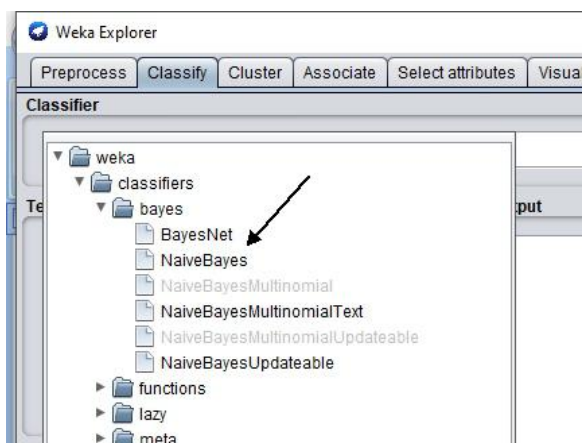 Weka Explorer
Preprocess Classify Cluster Associate Select attributes
Classifier
weka
classifiers
bayes
BayesNet
NaiveBayes
NaiveBayesMultinomial
NaiveBayesMultinomialText
NaiveBayesMultinomialUpdateable
NaiveBayesUpdateable
functions
lazy
meta